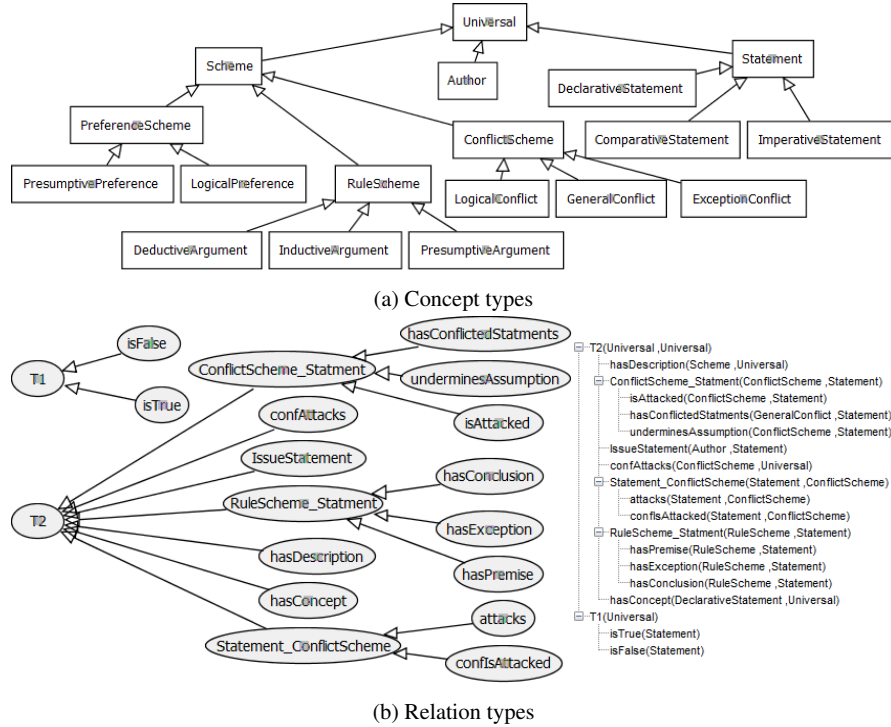 Universal
Scheme
Author
Statement
DeclarativeStatement
PreferenceScheme
ConflictScheme
ComparativeStatement
ImperativeStatement
PresumptivePreference
LogicalPreference
RuleScheme
LogicalConflict
GeneralConflict
ExceptionConflict
DeductiveArgument
InductiveArgument
PresumptiveArgument
(a) Concept types
T1
isFalse
isTrue
T2
ConflictScheme_Statment
hasConflictedStatments
underminesAssumption
isAttacked
confAttacks
IssueStatement
RuleScheme_Statment
hasConclusion
hasException
hasPremise
hasDescription
hasConcept
Statement_ConflictScheme
attacks
confIsAttacked
T2(Universal ,Universal)
hasDescription(Scheme ,Universal)
ConflictScheme_Statment(ConflictScheme ,Statement)
isAttacked(ConflictScheme ,Statement)
hasConflictedStatments(GeneralConflict ,Statement)
underminesAssumption(ConflictScheme ,Statement)
IssueStatement(Author ,Statement)
confAttacks(ConflictScheme ,Universal)
Statement_ConflictScheme(Statement ,ConflictScheme)
attacks(Statement ,ConflictScheme)
confIsAttacked(Statement ,ConflictScheme)
RuleScheme_Statment(RuleScheme ,Statement)
hasPremise(RuleScheme ,Statement)
hasException(RuleScheme ,Statement)
hasConclusion(RuleScheme ,Statement)
hasConcept(DeclarativeStatement ,Universal)
T1(Universal)
isTrue(Statement)
isFalse(Statement)
(b) Relation types